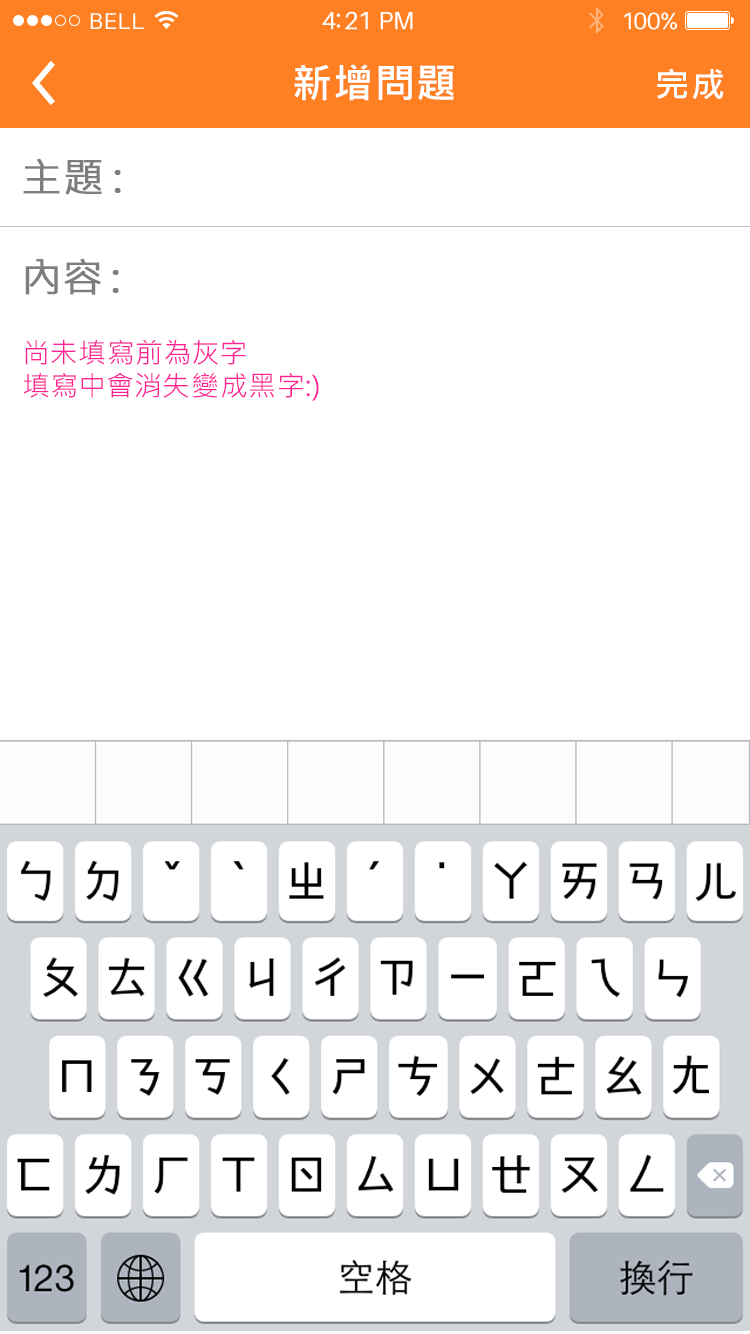 BELL 4:21 PM 100%
新增問題 完成
主題：
內容：
尚未填寫前為灰字
填寫中會消失變成黑字:)
ㄅ ㄉ ˇ ˋ ㄓ ˊ ˙ ㄚ ㄞ ㄢ ㄦ
ㄆ ㄊ ㄍ ㄐ ㄔ ㄗ ㄧ ㄛ ㄟ ㄣ
ㄇ ㄋ ㄎ ㄑ ㄕ ㄘ ㄨ ㄜ ㄠ ㄤ
ㄈ ㄌ ㄏ ㄒ ㄖ ㄙ ㄩ ㄝ ㄡ ㄥ
123 空格 換行